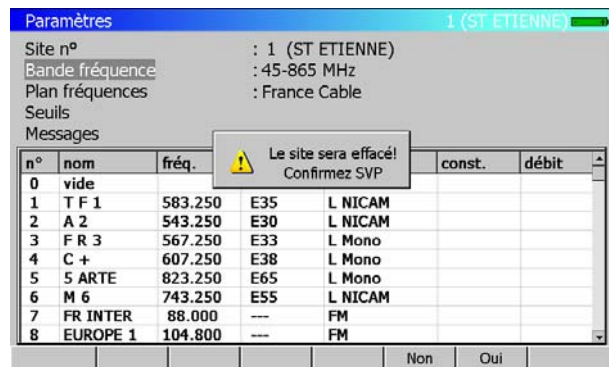 Paramètres 1 (ST ETIENNE)
Site nº : 1 (ST ETIENNE)
Bande fréquence : 45-865 MHz
Plan fréquences : France Cable
Seuils
Messages
Le site sera effacé!
Confirmez SVP
n° nom fréq. const. débit
0 vide
1 T F 1 583.250 E35 L NICAM
2 A 2 543.250 E30 L NICAM
3 F R 3 567.250 E33 L Mono
4 C + 607.250 E38 L Mono
5 5 ARTE 823.250 E65 L Mono
6 M 6 743.250 E55 L NICAM
7 FR INTER 88.000 --- FM
8 EUROPE 1 104.800 --- FM
Non Oui